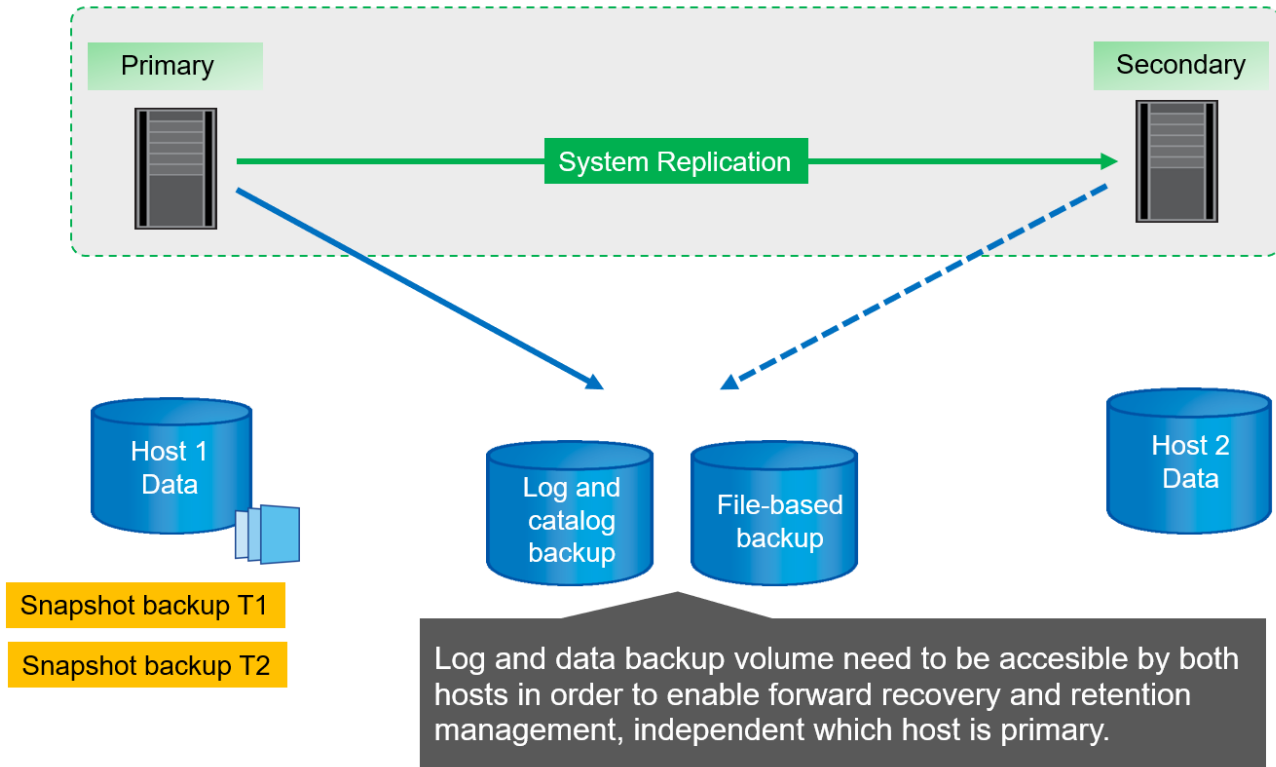 Primary
Secondary
System Replication
Host 1
Data
Log and
catalog
backup
File-based
backup
Host 2
Data
Snapshot backup T1
Snapshot backup T2
Log and data backup volume need to be accesible by both
hosts in order to enable forward recovery and retention
management, independent which host is primary.